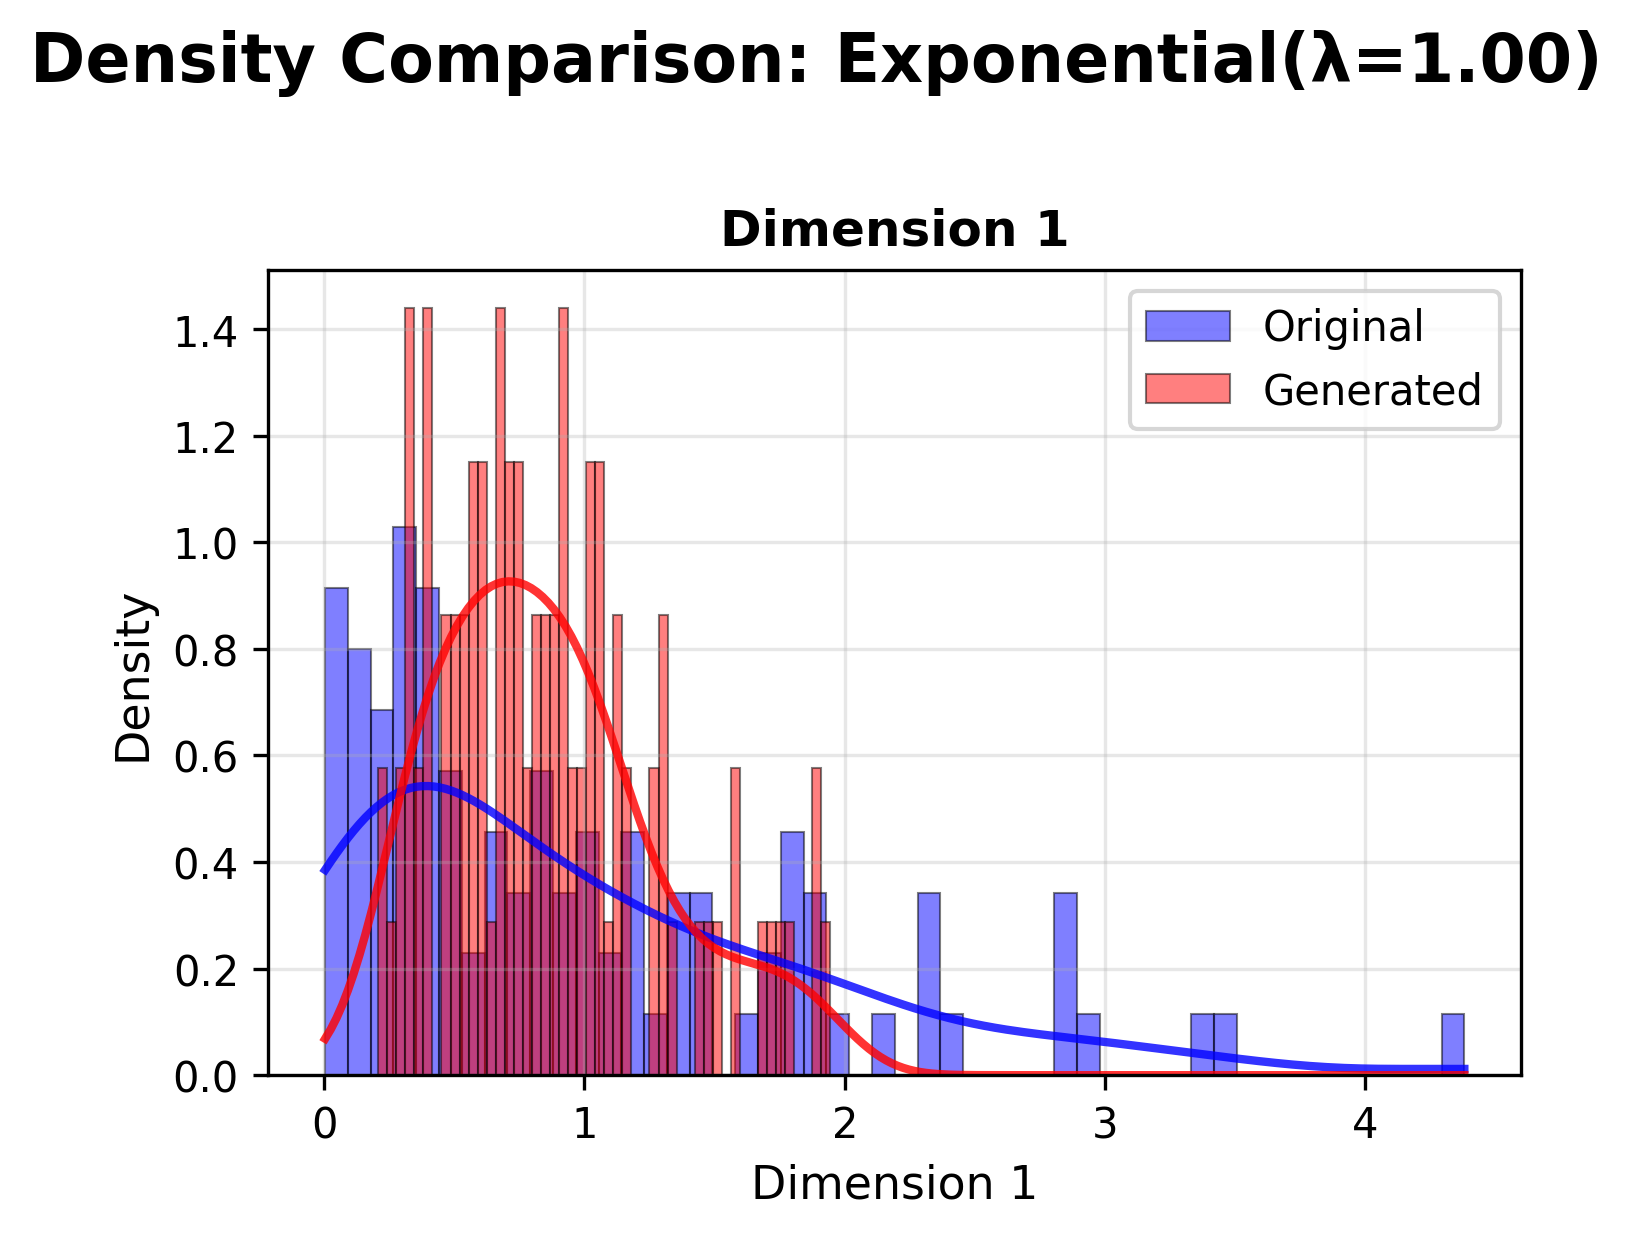 Density Comparison: Exponential(λ=1.00)
Dimension 1
Original
Generated
Density
1.4
1.2
1.0
0.8
0.6
0.4
0.2
0.0
0 1 2 3 4
Dimension 1